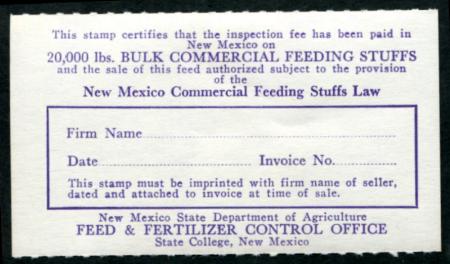 This stamp certifies that the inspection fee has been paid in
New Mexico on
20,000 lbs. BULK COMMERCIAL FEEDING STUFFS
and the sale of this feed authorized subject to the provision
of the
New Mexico Commercial Feeding Stuffs Law
Firm Name
Date Invoice No.
This stamp must be imprinted with firm name of seller,
dated and attached to invoice at time of sale.
New Mexico State Department of Agriculture
FEED & FERTILIZER CONTROL OFFICE
State College, New Mexico